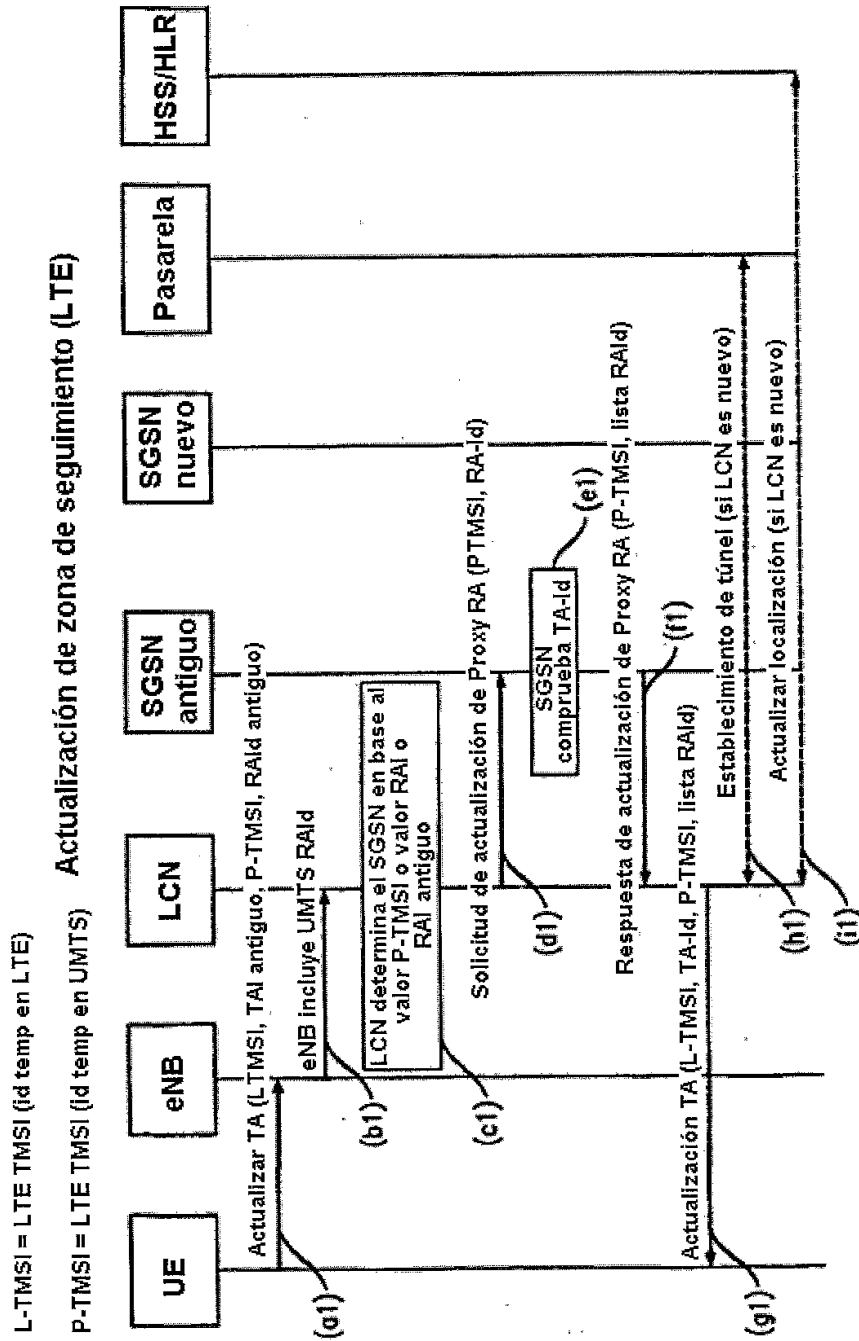 L-TMSI = LTE TMSI (id temp en LTE)
P-TMSI = LTE TMSI (id temp en UMTS)
Actualización de zona de seguimiento (LTE)
UE
eNB
LCN
SGSN
antiguo
SGSN
nuevo
Pasarela
HSS/HLR
Actualizar TA (LTMSI, TAI antiguo, P-TMSI, RAId antiguo)
(a1)
eNB incluye UMTS RAId
(b1)
LCN determina el SGSN en base al
valor P-TMSI o valor RAI o
RAI antiguo
(c1)
Solicitud de actualización de Proxy RA (PTMSI, RA-Id)
(d1)
SGSN
comprueba TA-Id
(e1)
Respuesta de actualización de Proxy RA (P-TMSI, lista RAId)
(f1)
Actualización TA (L-TMSI, TA-Id, P-TMSI, lista RAId)
(g1)
Establecimiento de túnel (si LCN es nuevo)
(h1)
Actualizar localización (si LCN es nuevo)
(i1)